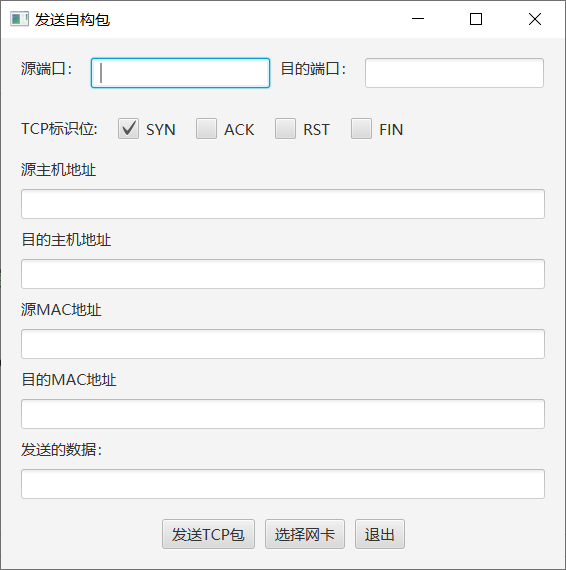 发送自构包
源端口： 目的端口：
TCP标识位: SYN ACK RST FIN
源主机地址
目的主机地址
源MAC地址
目的MAC地址
发送的数据：
发送TCP包 选择网卡 退出